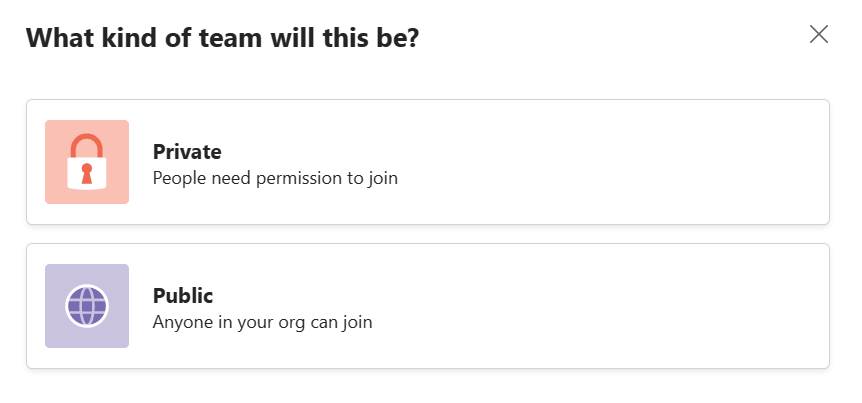 What kind of team will this be?
Private
People need permission to join
Public
Anyone in your org can join